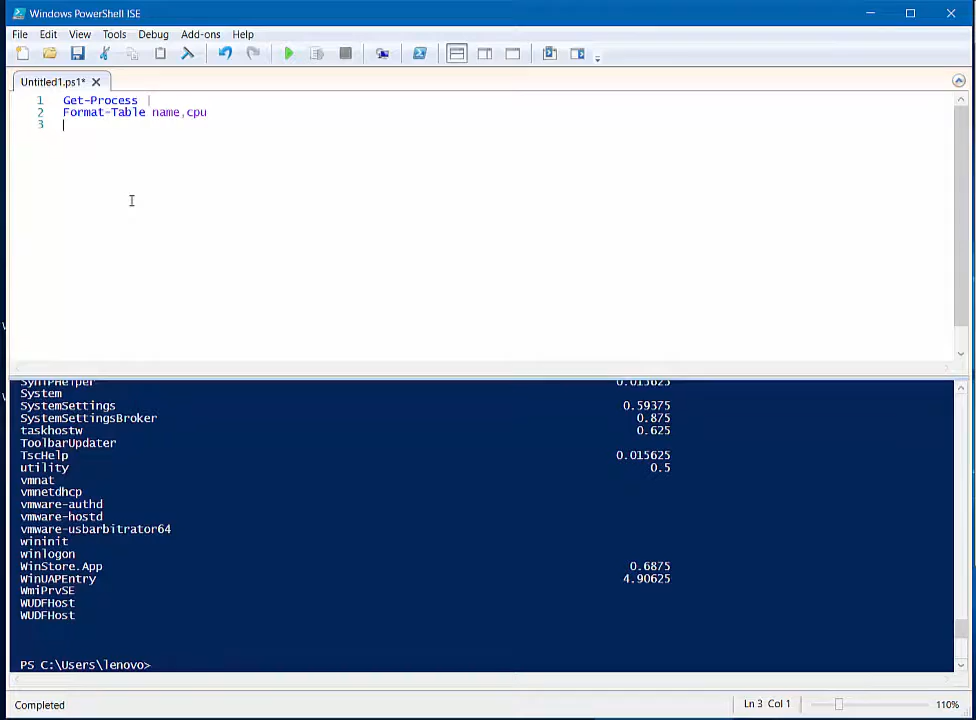 Windows PowerShell ISE
File Edit View Tools Debug Add-ons Help
Untitled1.ps1*
1 Get-Process |
2 Format-Table name,cpu
3
SynTPHelper 0.015625
System
SystemSettings 0.59375
SystemSettingsBroker 0.875
taskhostw 0.625
ToolbarUpdater
TscHelp 0.015625
utility 0.5
vmnat
vmnetdhcp
vmware-authd
vmware-hostd
vmware-usbarbitrator64
wininit
winlogon
WinStore.App 0.6875
WinUAPEntry 4.90625
WmiPrvSE
WUDFHost
WUDFHost
PS C:\Users\lenovo>
Completed Ln 3 Col 1 110%